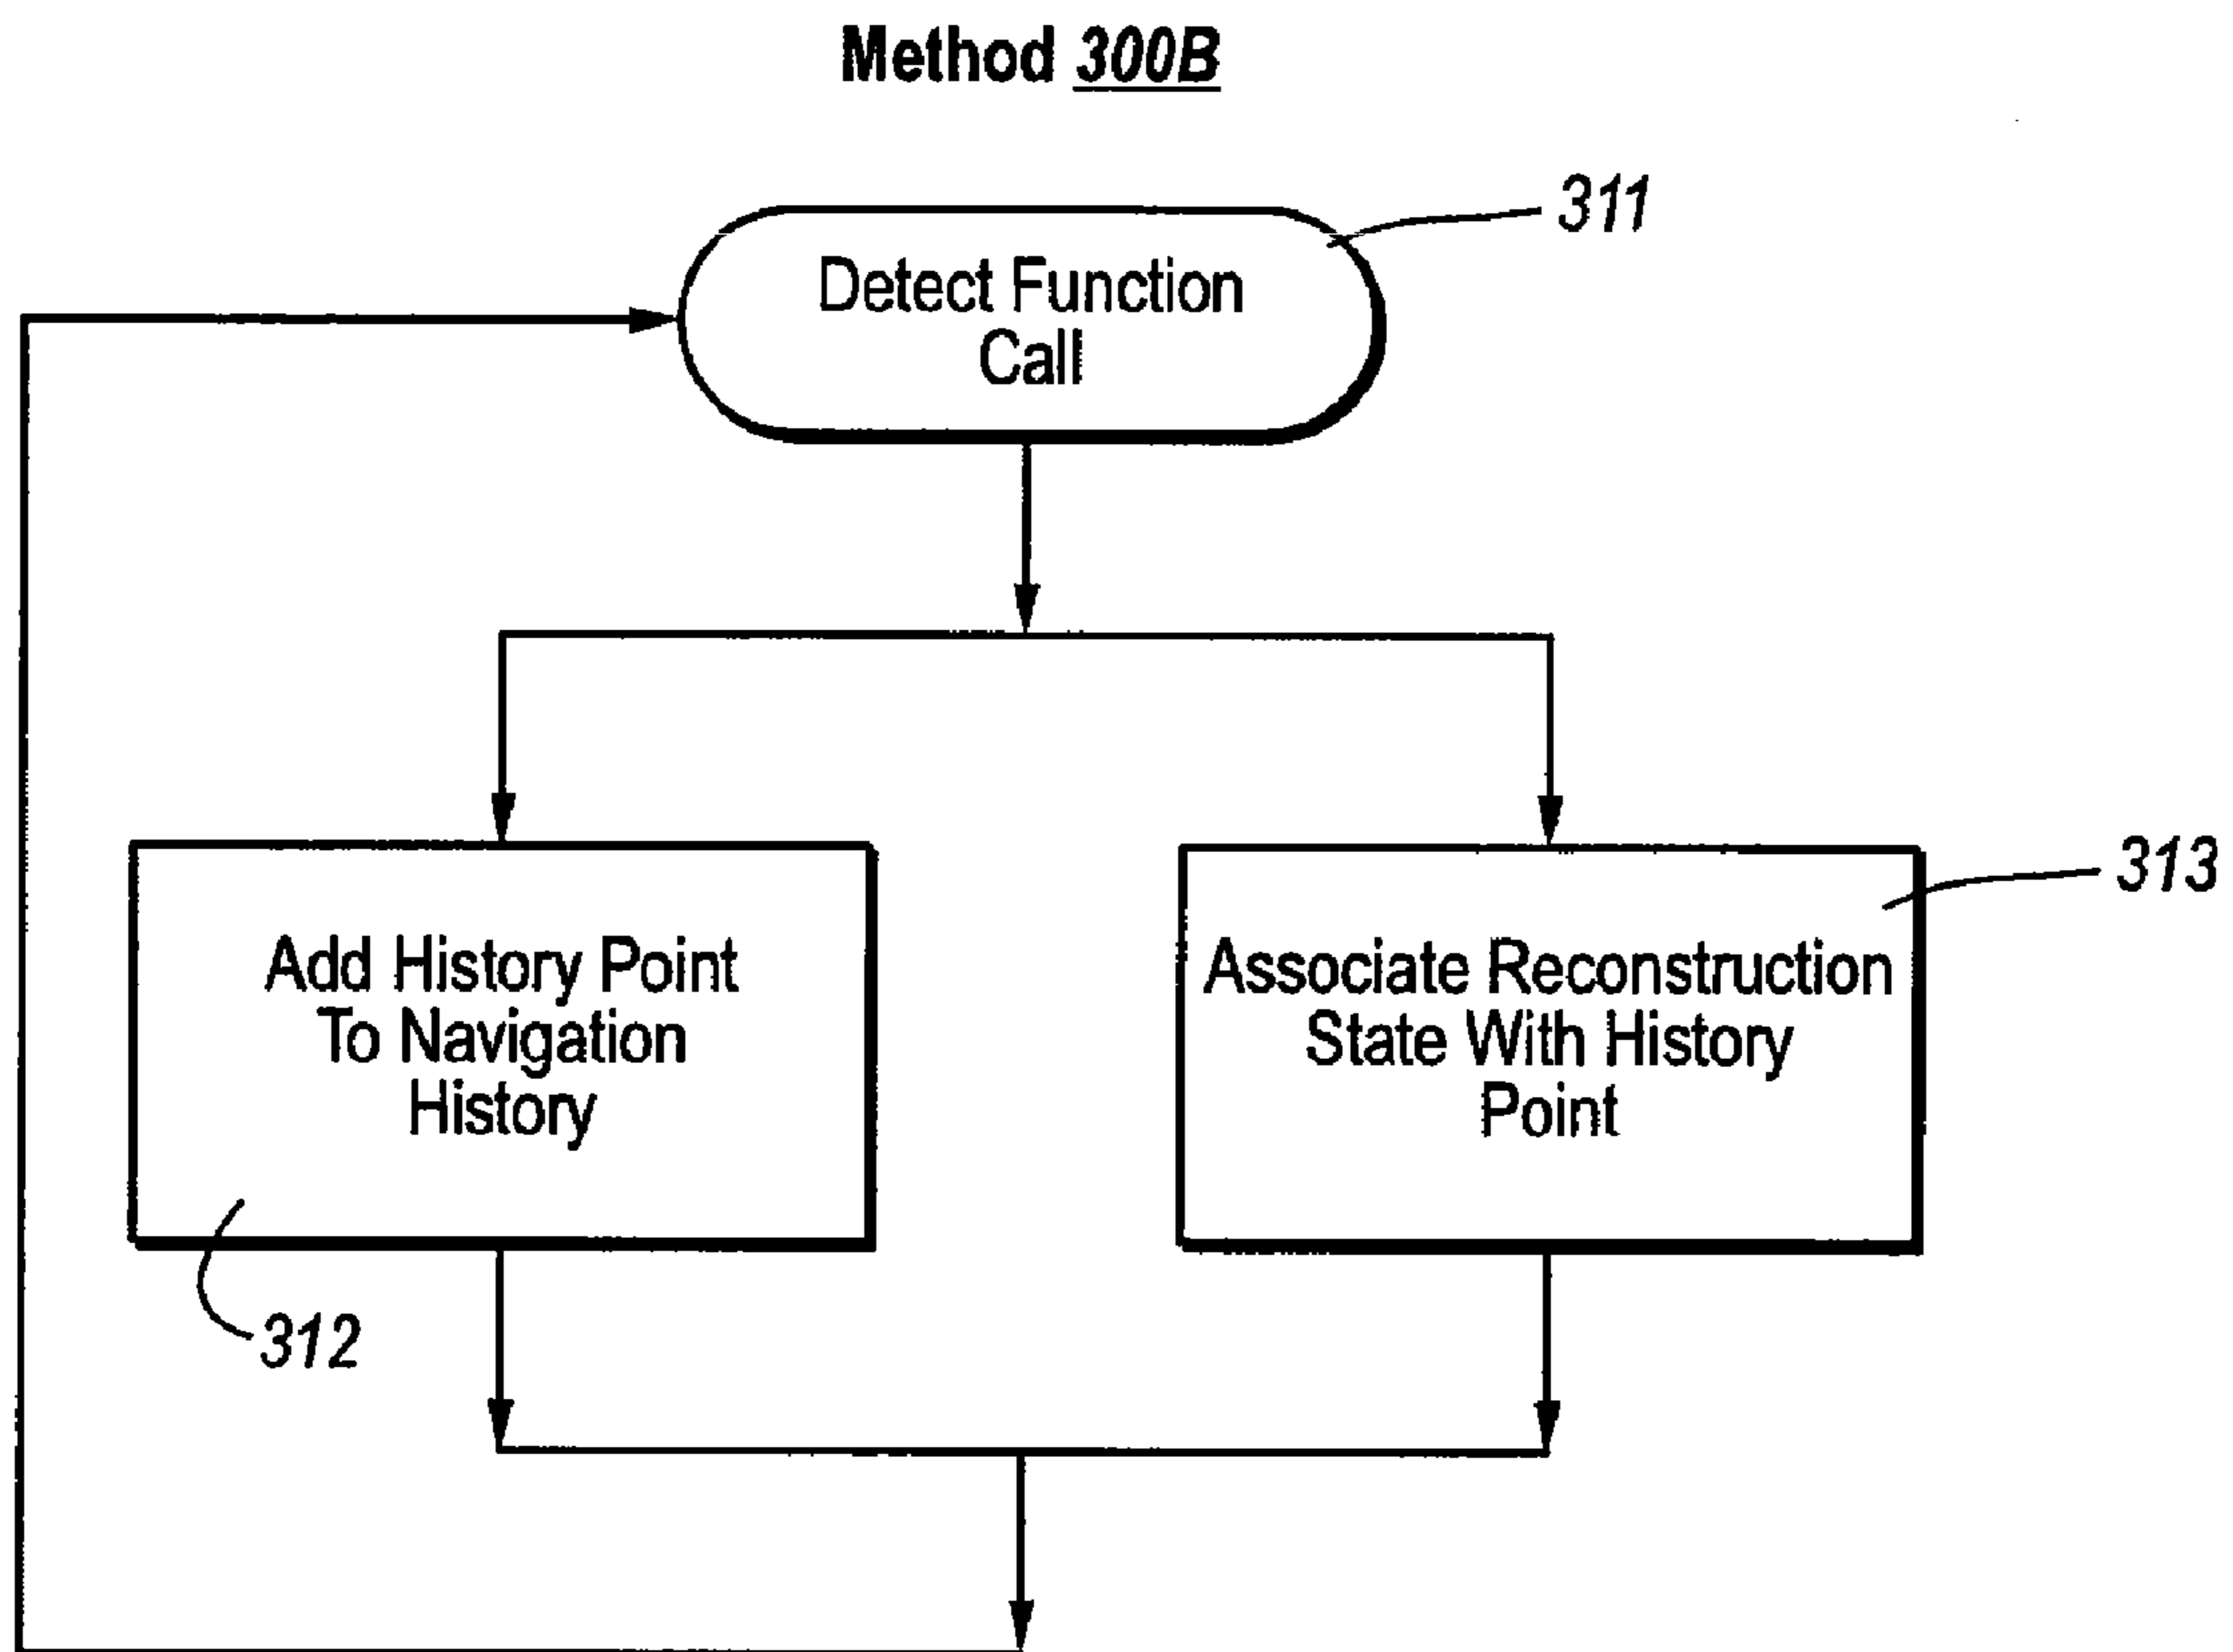 Method 300B
311
Detect Function
Call
Add History Point
To Navigation
History
312
Associate Reconstruction
State With History
Point
313